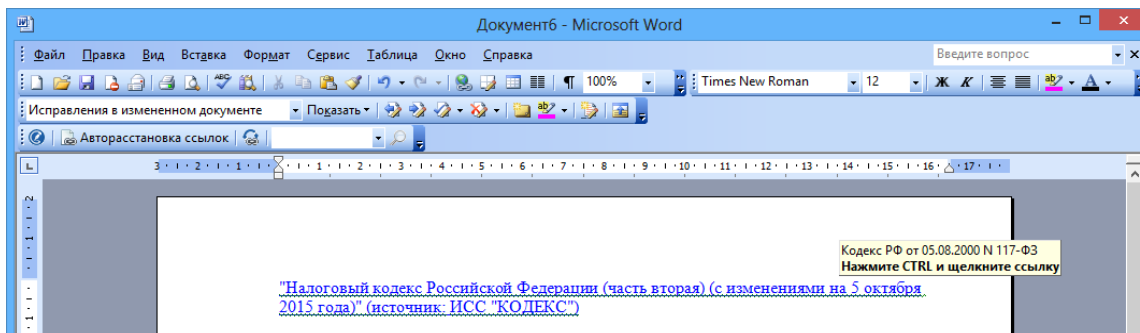 Документ6 - Microsoft Word
Файл Правка Вид Вставка Формат Сервис Таблица Окно Справка Введите вопрос
100% Times New Roman 12 Ж К
Исправления в измененном документе Показать
Авторасстановка ссылок
3 2 1 1 2 3 4 5 6 7 8 9 10 11 12 13 14 15 16 17
2
Кодекс РФ от 05.08.2000 N 117-ФЗ
Нажмите CTRL и щелкните ссылку
"Налоговый кодекс Российской Федерации (часть вторая) (с изменениями на 5 октября
2015 года)" (источник: ИСС "КОДЕКС")